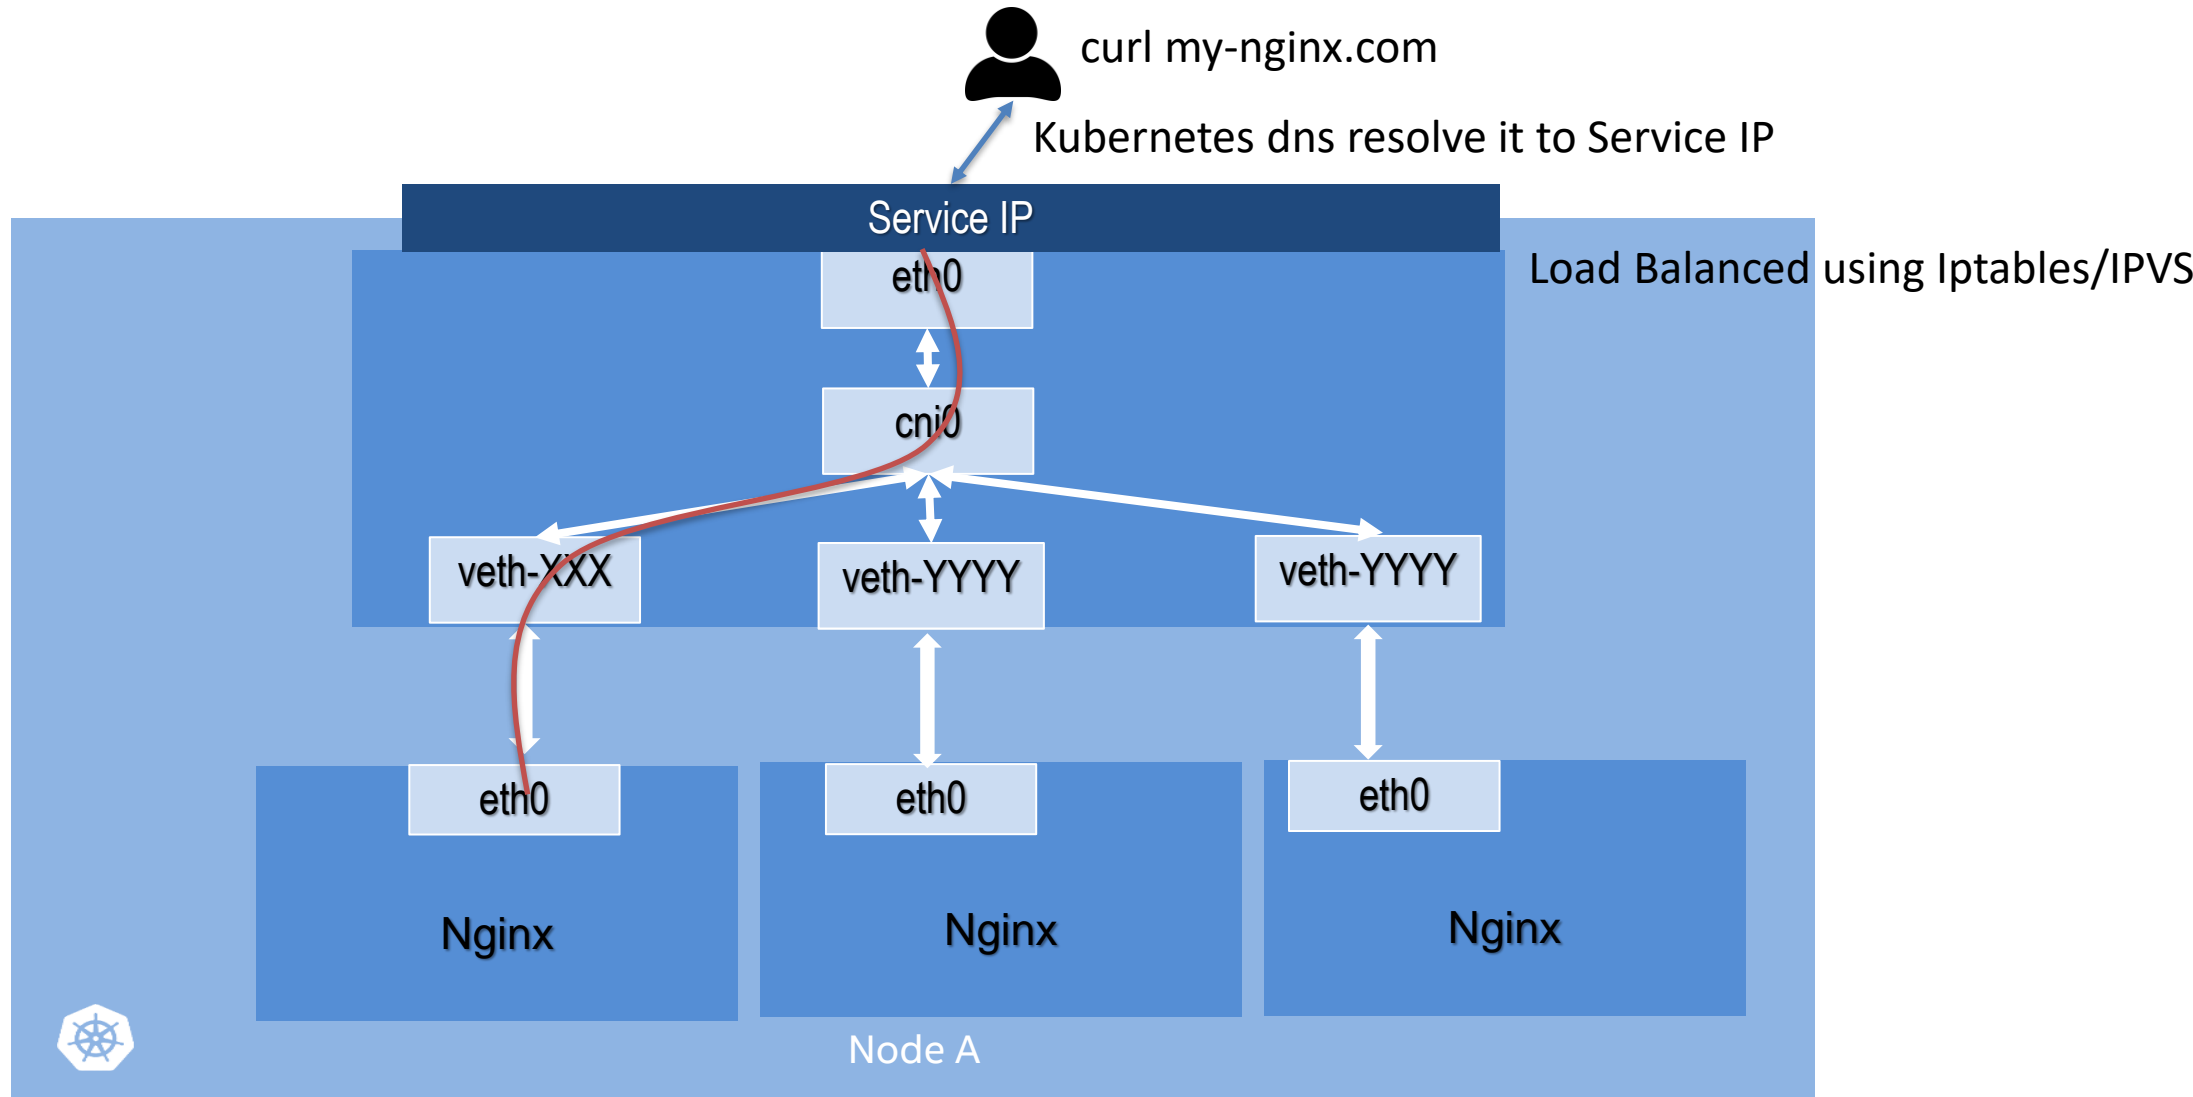 curl my-nginx.com
Kubernetes dns resolve it to Service IP
Service IP
Load Balanced using Iptables/IPVS
eth0
cni0
veth-XXX
veth-YYYY
veth-YYYY
eth0
eth0
eth0
Nginx
Nginx
Nginx
Node A